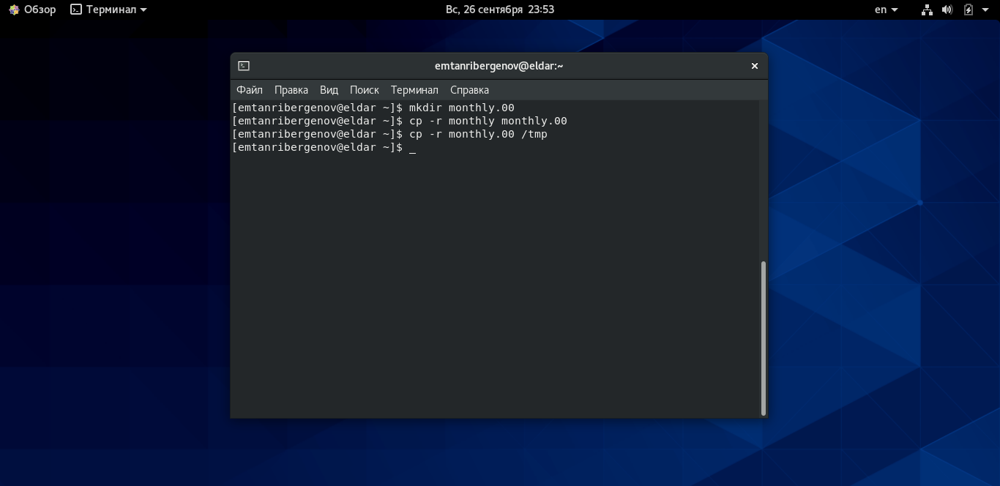 Обзор Терминал Вс, 26 сентября 23:53 en
emtanribergenov@eldar:~
Файл Правка Вид Поиск Терминал Справка
[emtanribergenov@eldar ~]$ mkdir monthly.00
[emtanribergenov@eldar ~]$ cp -r monthly monthly.00
[emtanribergenov@eldar ~]$ cp -r monthly.00 /tmp
[emtanribergenov@eldar ~]$ _